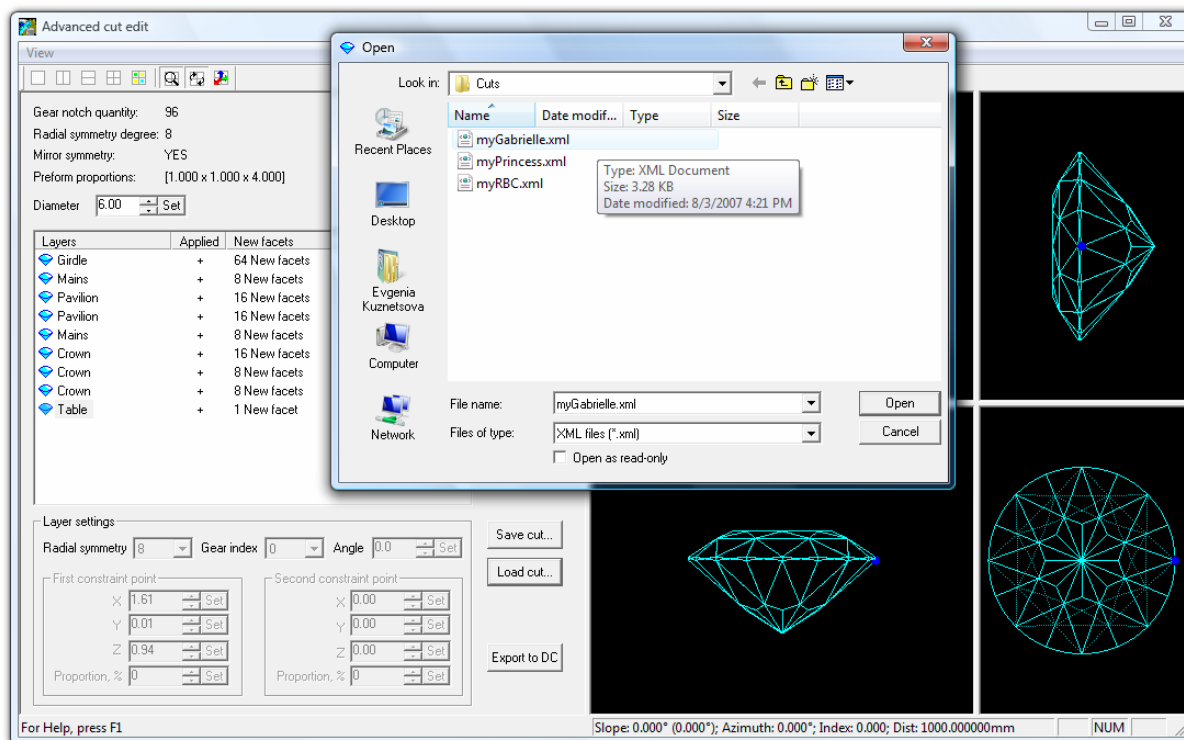 Advanced cut edit
View
Gear notch quantity: 96
Radial symmetry degree: 8
Mirror symmetry: YES
Preform proportions: [1.000 x 1.000 x 4.000]
Diameter 6.00 Set
Layers Applied New facets
Girdle + 64 New facets
Mains + 8 New facets
Pavilion + 16 New facets
Pavilion + 16 New facets
Mains + 8 New facets
Crown + 16 New facets
Crown + 8 New facets
Crown + 8 New facets
Table + 1 New facet
Open
Look in: Cuts
Name Date modif... Type Size
myGabrielle.xml
myPrincess.xml
myRBC.xml
Type: XML Document
Size: 3.28 KB
Date modified: 8/3/2007 4:21 PM
Recent Places
Desktop
Evgenia
Kuznetsova
Computer
Network
File name: myGabrielle.xml Open
Files of type: XML files (*.xml) Cancel
Open as read-only
Layer settings
Radial symmetry 8 Gear index 0 Angle 0.0 Set
First constraint point
X 1.61 Set
Y 0.01 Set
Z 0.94 Set
Proportion, % 0 Set
Second constraint point
X 0.00 Set
Y 0.00 Set
Z 0.00 Set
Proportion, % 0 Set
Save cut...
Load cut...
Export to DC
For Help, press F1
Slope: 0.000° (0.000°); Azimuth: 0.000°; Index: 0.000; Dist: 1000.000000mm
NUM